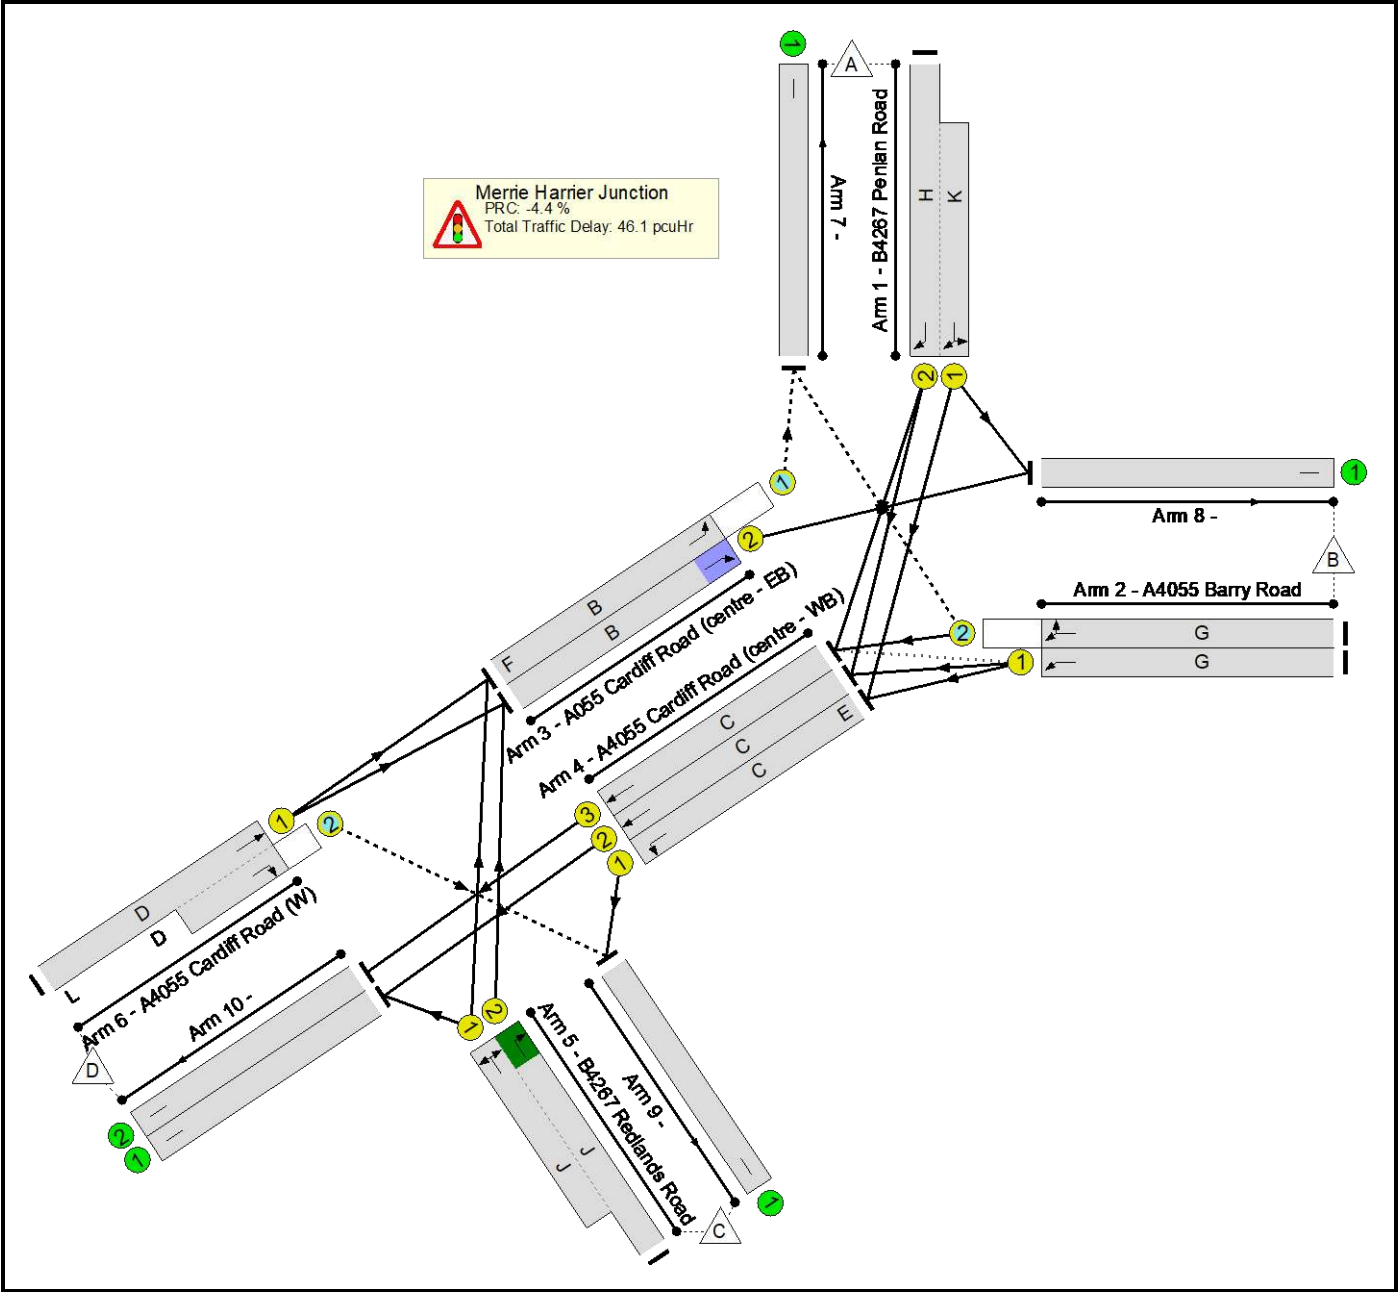 1
A
Arm 7 -
Arm 1 - B4267 Penlan Road
H
K
Merrie Harrier Junction
PRC: -4.4 %
Total Traffic Delay: 46.1 pcuHr
2
1
1
2
1
Arm 8 -
B
Arm 2 - A4055 Barry Road
2
G
1
G
F
B
B
Arm 3 - A055 Cardiff Road (centre - EB)
Arm 4 - A4055 Cardiff Road (centre - WB)
C
C
C
E
3
2
1
1
2
D
D
L
Arm 6 - A4055 Cardiff Road (W)
Arm 10 -
D
2
1
1
2
Arm 5 - B4267 Redlands Road
Arm 9 -
J
J
C
1